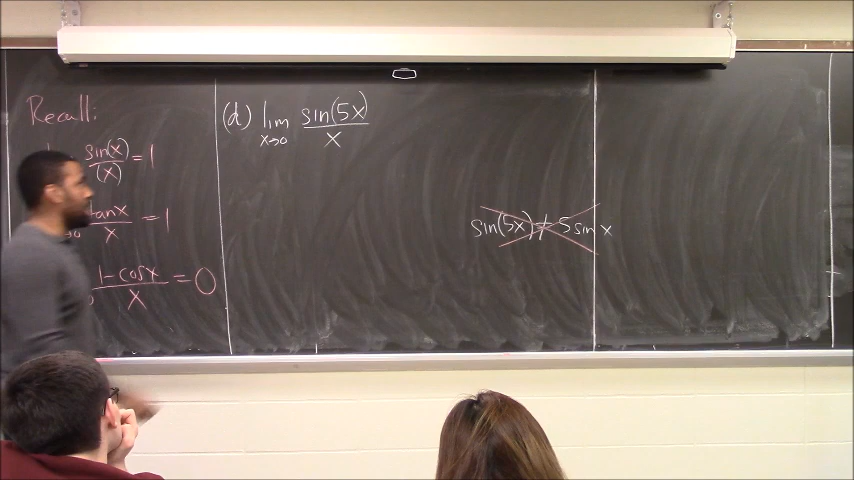 Recall:
sin(x)/(x) = 1
tanx/x = 1
1-cosx/x = 0
(d) lim x→0 sin(5x)/x
sin(5x) ≠ 5 sin x